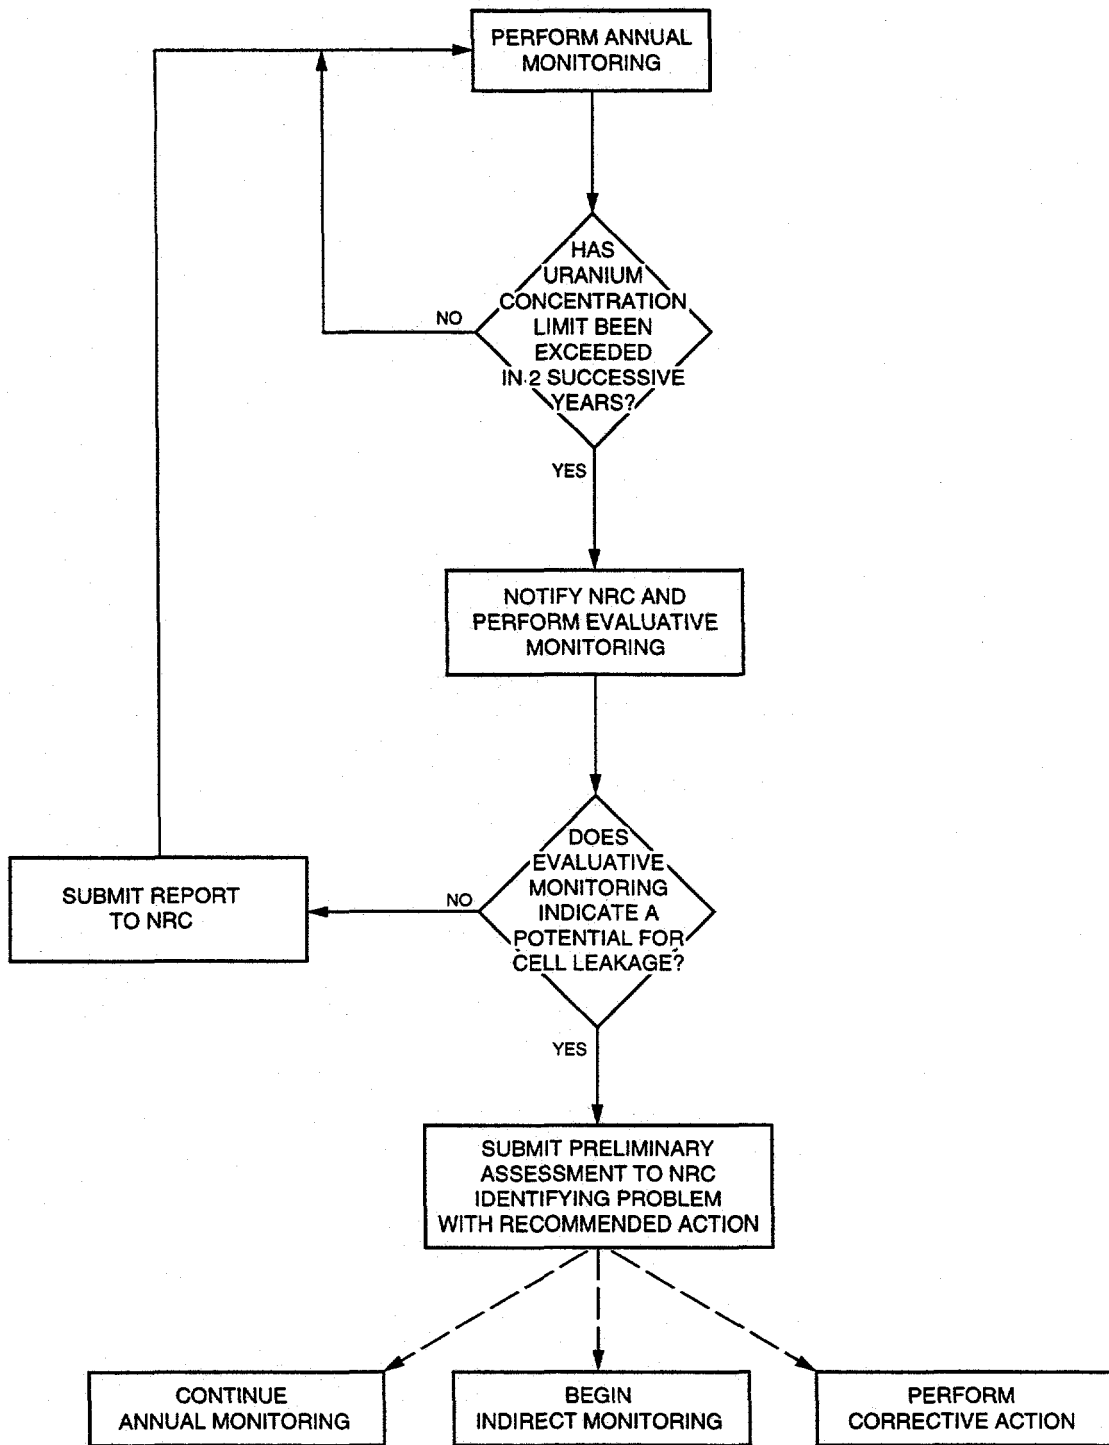 PERFORM ANNUAL
MONITORING
HAS
URANIUM
CONCENTRATION
LIMIT BEEN
EXCEEDED
IN 2 SUCCESSIVE
YEARS?
NO
YES
NOTIFY NRC AND
PERFORM EVALUATIVE
MONITORING
DOES
EVALUATIVE
MONITORING
INDICATE A
POTENTIAL FOR
CELL LEAKAGE?
NO
SUBMIT REPORT
TO NRC
YES
SUBMIT PRELIMINARY
ASSESSMENT TO NRC
IDENTIFYING PROBLEM
WITH RECOMMENDED ACTION
CONTINUE
ANNUAL MONITORING
BEGIN
INDIRECT MONITORING
PERFORM
CORRECTIVE ACTION